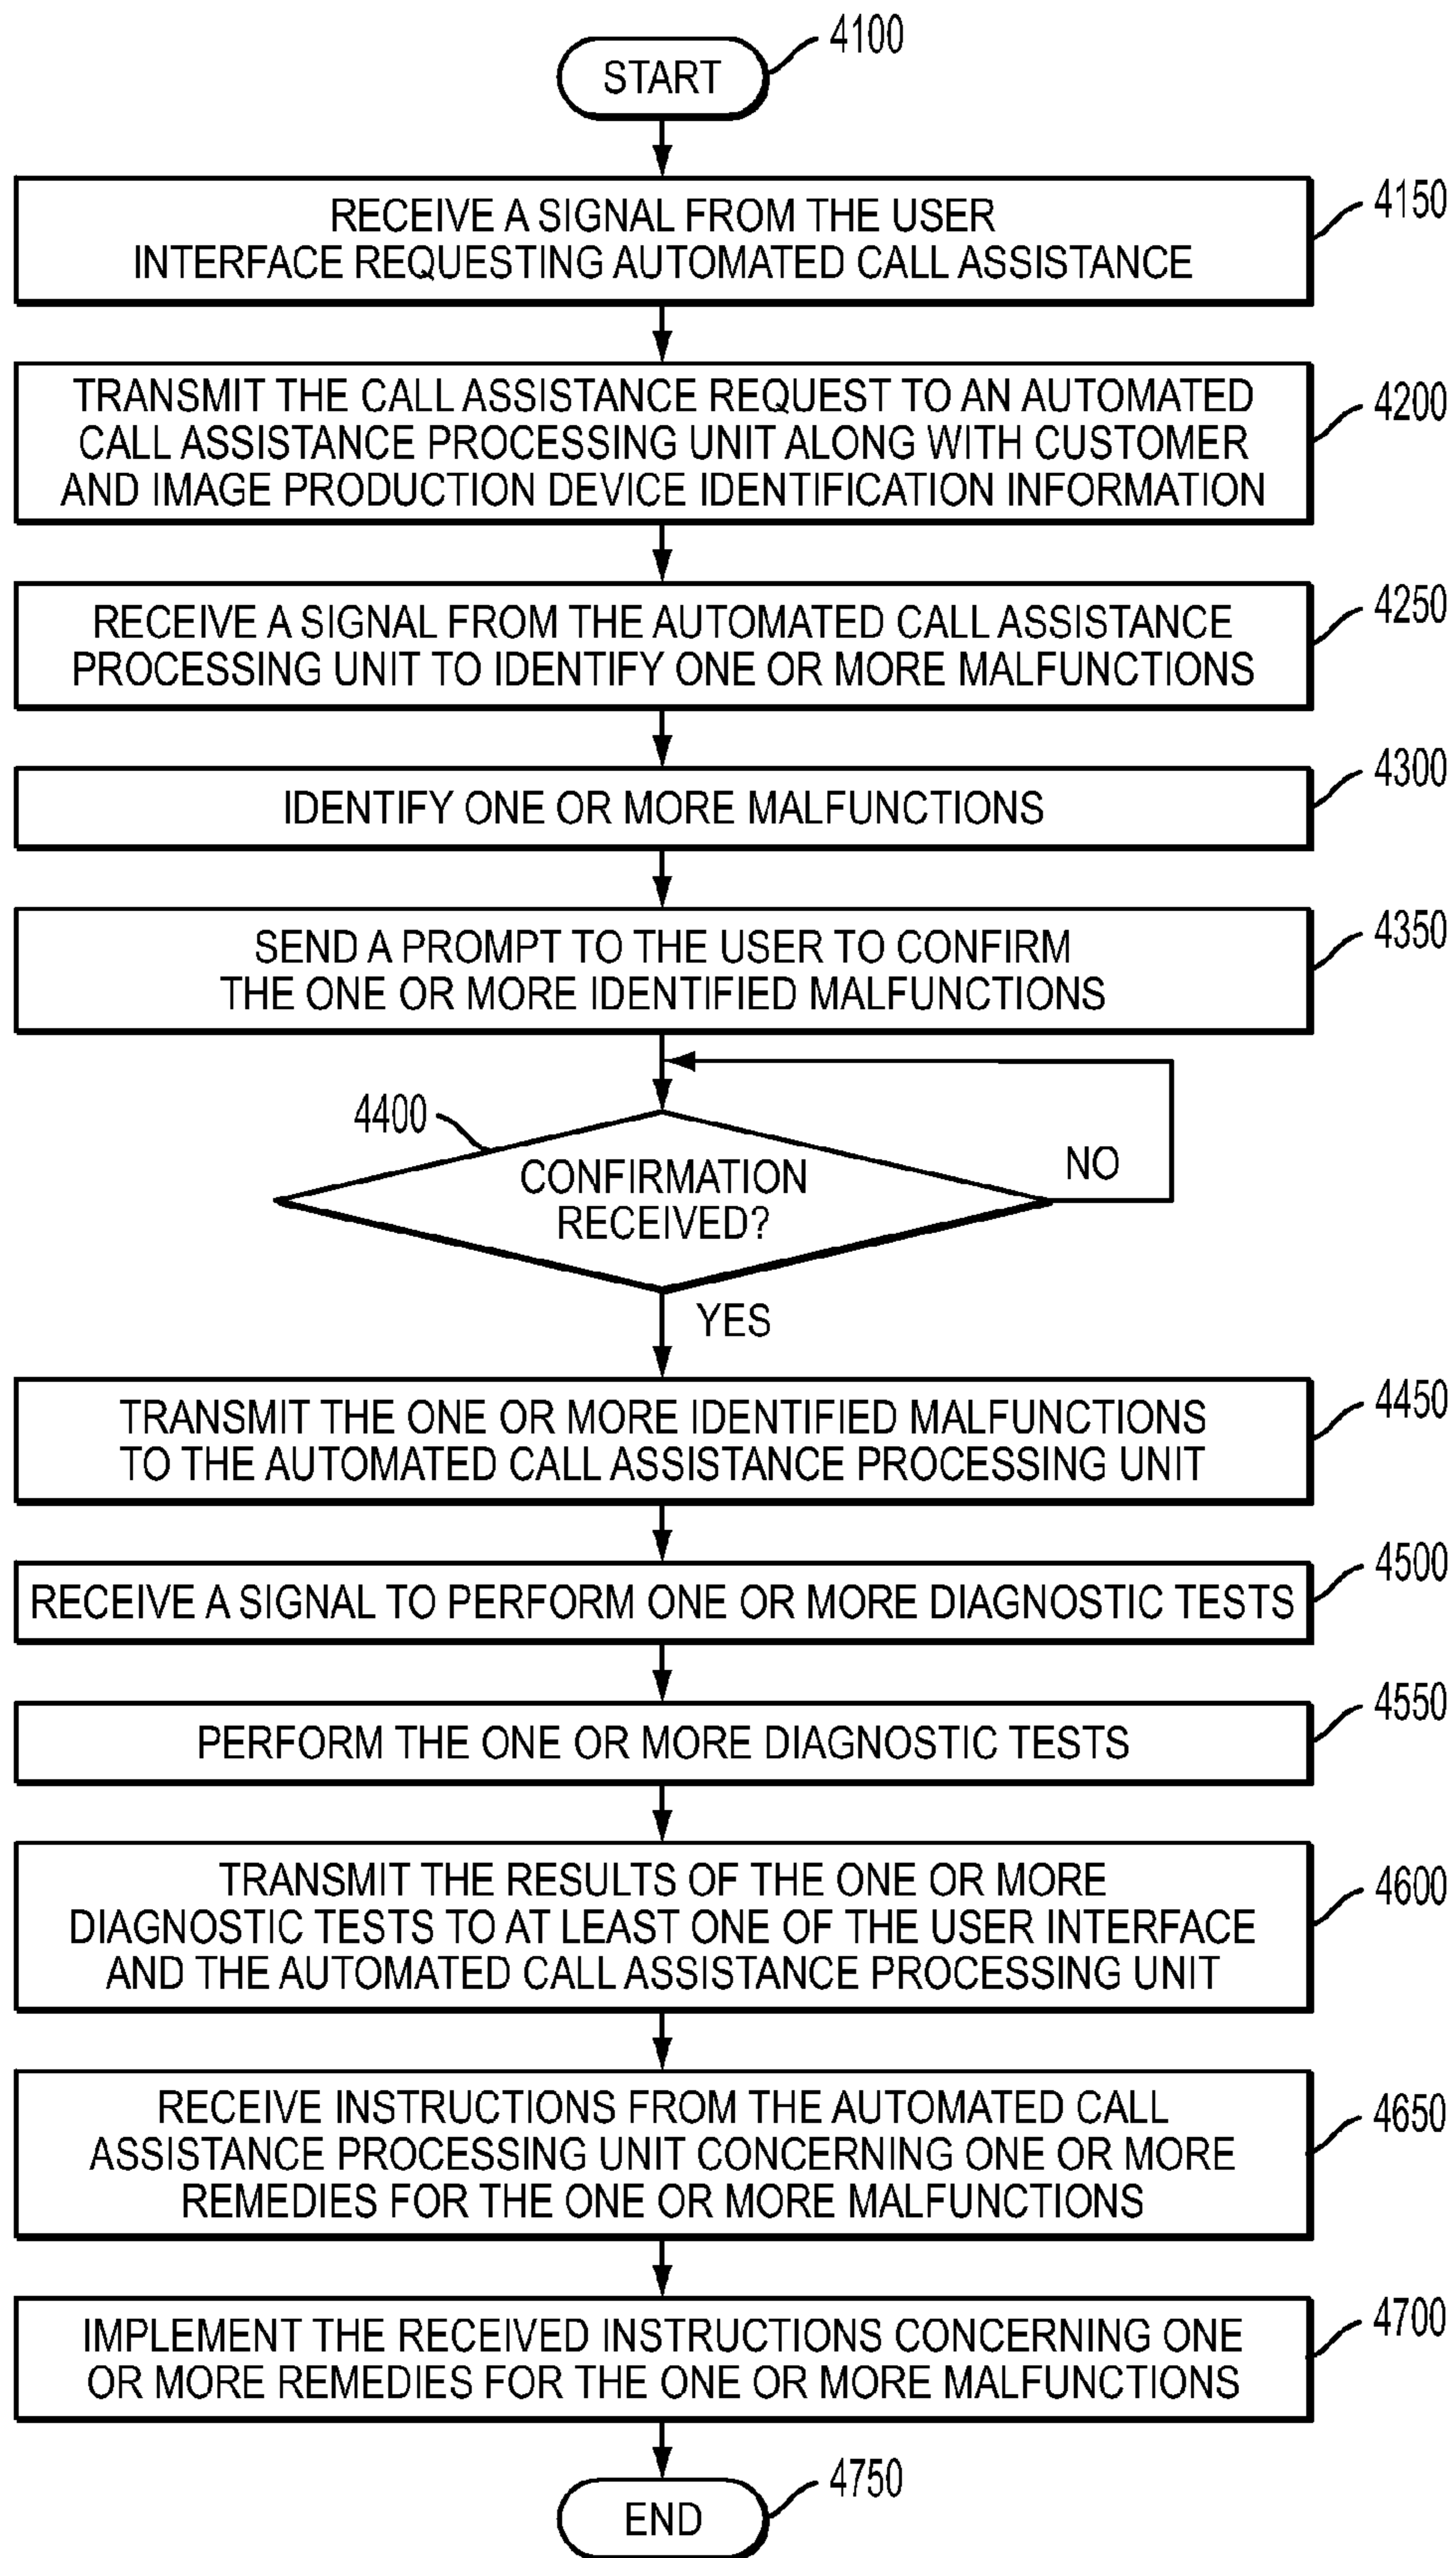 4100
START
4150
RECEIVE A SIGNAL FROM THE USER
INTERFACE REQUESTING AUTOMATED CALL ASSISTANCE
4200
TRANSMIT THE CALL ASSISTANCE REQUEST TO AN AUTOMATED
CALL ASSISTANCE PROCESSING UNIT ALONG WITH CUSTOMER
AND IMAGE PRODUCTION DEVICE IDENTIFICATION INFORMATION
4250
RECEIVE A SIGNAL FROM THE AUTOMATED CALL ASSISTANCE
PROCESSING UNIT TO IDENTIFY ONE OR MORE MALFUNCTIONS
4300
IDENTIFY ONE OR MORE MALFUNCTIONS
4350
SEND A PROMPT TO THE USER TO CONFIRM
THE ONE OR MORE IDENTIFIED MALFUNCTIONS
4400
CONFIRMATION
RECEIVED?
NO
YES
4450
TRANSMIT THE ONE OR MORE IDENTIFIED MALFUNCTIONS
TO THE AUTOMATED CALL ASSISTANCE PROCESSING UNIT
4500
RECEIVE A SIGNAL TO PERFORM ONE OR MORE DIAGNOSTIC TESTS
4550
PERFORM THE ONE OR MORE DIAGNOSTIC TESTS
4600
TRANSMIT THE RESULTS OF THE ONE OR MORE
DIAGNOSTIC TESTS TO AT LEAST ONE OF THE USER INTERFACE
AND THE AUTOMATED CALL ASSISTANCE PROCESSING UNIT
4650
RECEIVE INSTRUCTIONS FROM THE AUTOMATED CALL
ASSISTANCE PROCESSING UNIT CONCERNING ONE OR MORE
REMEDIES FOR THE ONE OR MORE MALFUNCTIONS
4700
IMPLEMENT THE RECEIVED INSTRUCTIONS CONCERNING ONE
OR MORE REMEDIES FOR THE ONE OR MORE MALFUNCTIONS
4750
END